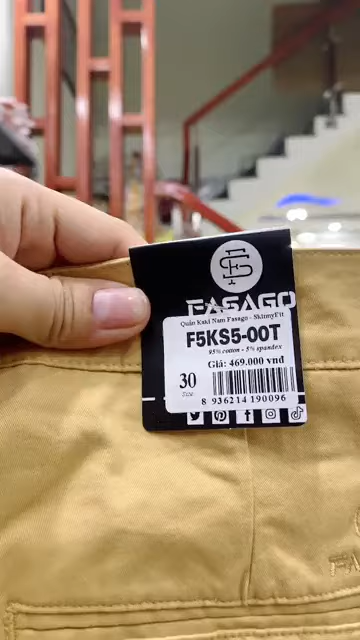 FASAGO
Quần Kaki Nam Fasago - SkinnyFit
F5KS5-00T
95% cotton - 5% spandex
Giá: 469.000 vnđ
30
Size
8 936214 190096